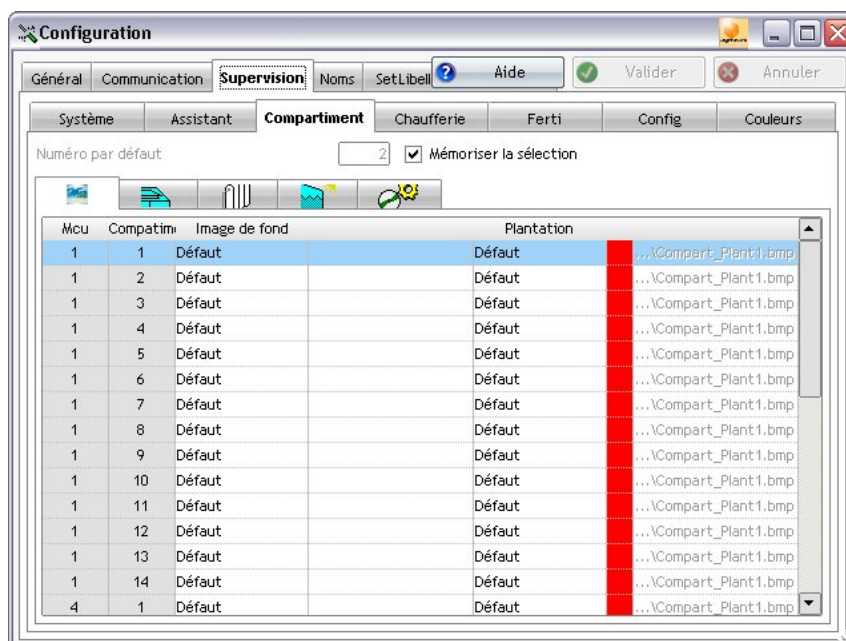 Configuration
Général Communication Supervision Noms SetLibell Aide Valider Annuler
Système Assistant Compartiment Chaufferie Ferti Config Couleurs
Numéro par défaut 2 Mémoriser la sélection
Mcu Compatim Image de fond Plantation
1 1 Défaut Défaut ...\Compart_Plant1.bmp
1 2 Défaut Défaut ...\Compart_Plant1.bmp
1 3 Défaut Défaut ...\Compart_Plant1.bmp
1 4 Défaut Défaut ...\Compart_Plant1.bmp
1 5 Défaut Défaut ...\Compart_Plant1.bmp
1 6 Défaut Défaut ...\Compart_Plant1.bmp
1 7 Défaut Défaut ...\Compart_Plant1.bmp
1 8 Défaut Défaut ...\Compart_Plant1.bmp
1 9 Défaut Défaut ...\Compart_Plant1.bmp
1 10 Défaut Défaut ...\Compart_Plant1.bmp
1 11 Défaut Défaut ...\Compart_Plant1.bmp
1 12 Défaut Défaut ...\Compart_Plant1.bmp
1 13 Défaut Défaut ...\Compart_Plant1.bmp
1 14 Défaut Défaut ...\Compart_Plant1.bmp
4 1 Défaut Défaut ...\Compart_Plant1.bmp